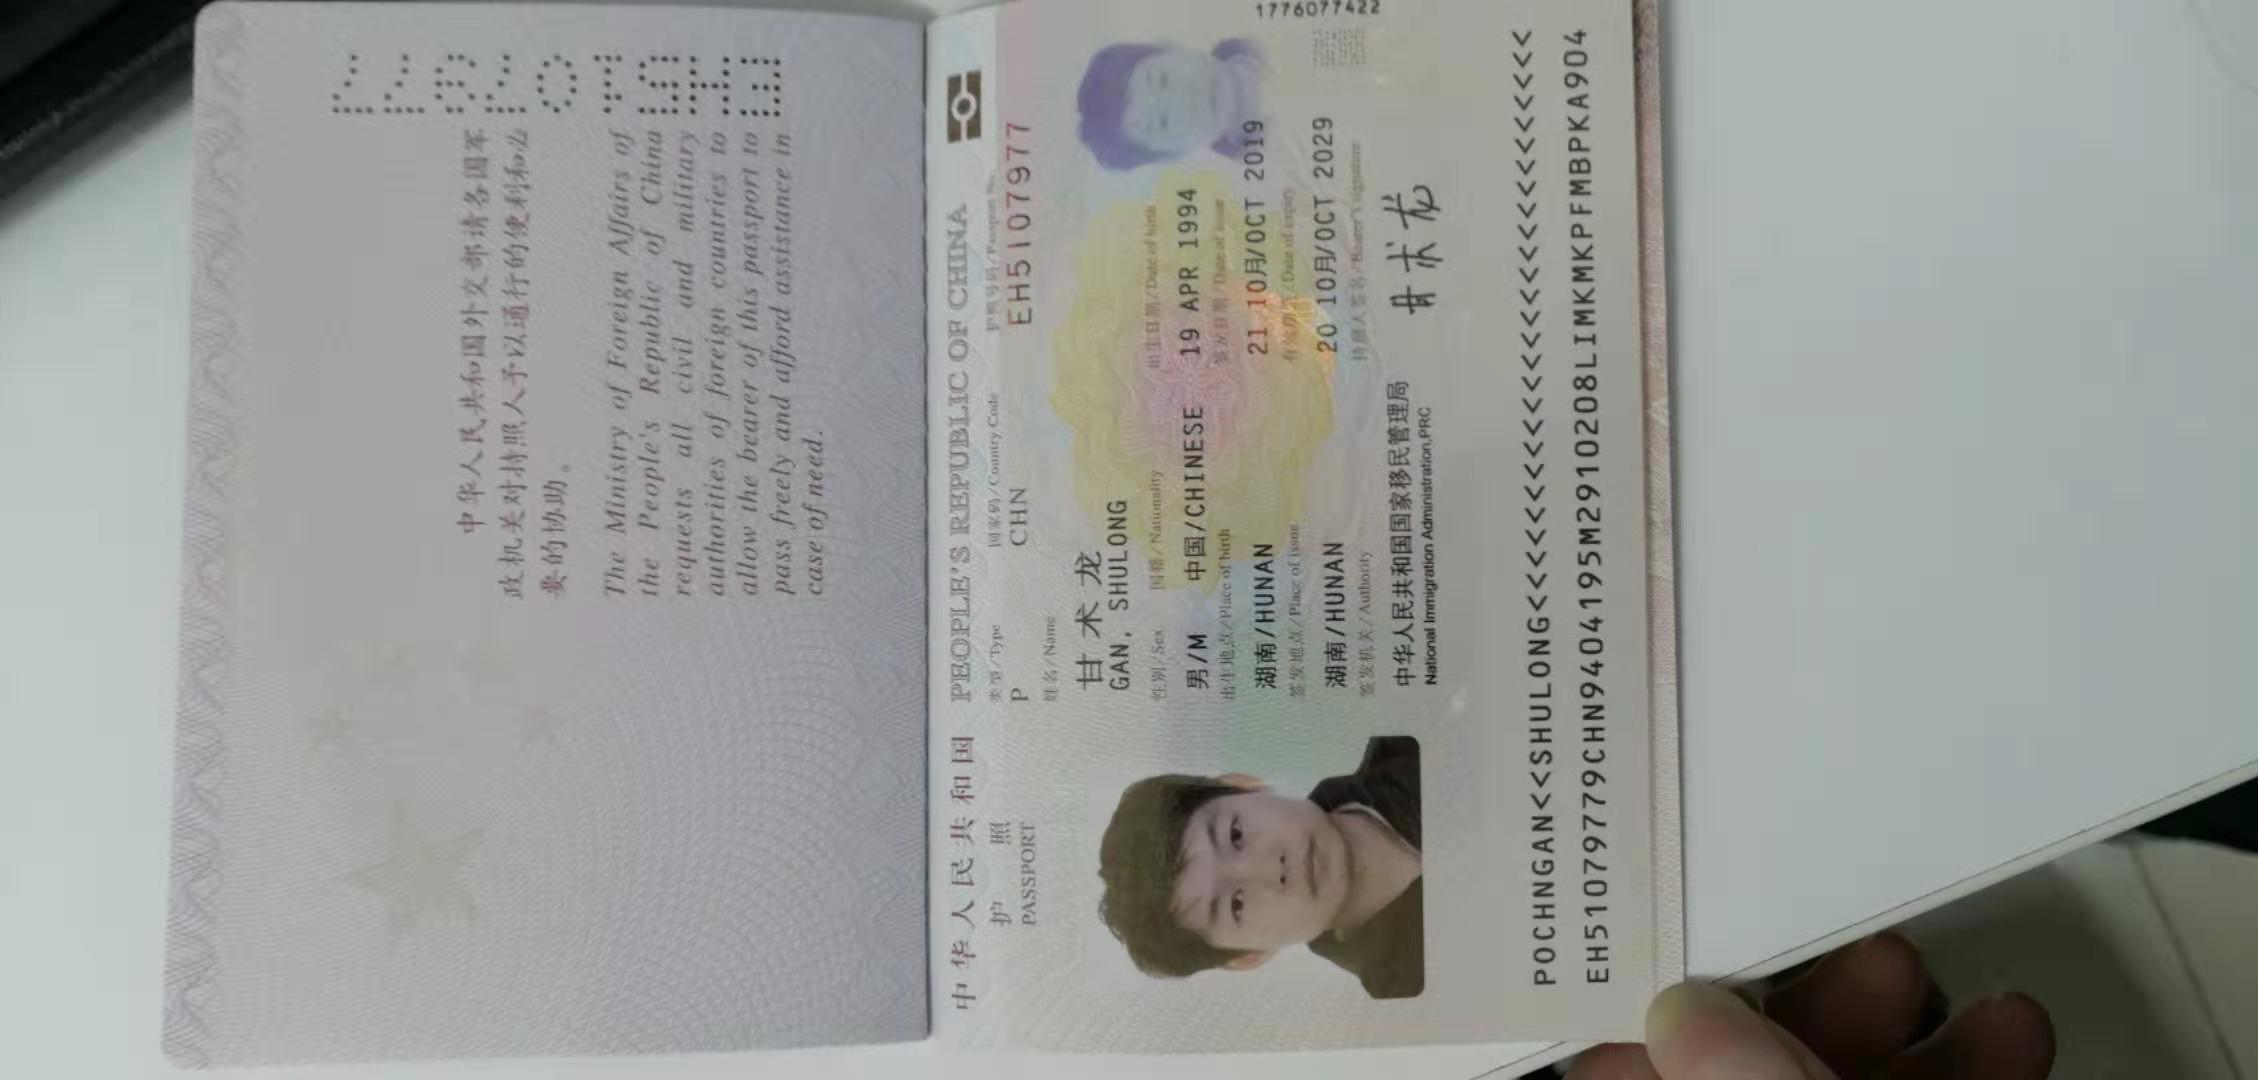 中华人民共和国外交部请各国军
政机关对持照人予以通行的便利和必
要的协助。
The Ministry of Foreign Affairs of
the People's Republic of China
requests all civil and military
authorities of foreign countries to
allow the bearer of this passport to
pass freely and afford assistance in
case of need.
EH5107977
中华人民共和国 PEOPLE'S REPUBLIC OF CHINA
护照 类型/Type 国家码/Country Code 护照号码/Passport No.
PASSPORT P CHN EH5107977
姓名/Name
甘术龙
GAN, SHULONG
性别/Sex 国籍/Nationality 出生日期/Date of birth
男/M 中国/CHINESE 19 APR 1994
出生地点/Place of birth 签发日期/Date of issue
湖南/HUNAN 21 10月/OCT 2019
签发地点/Place of issue 有效期至/Date of expiry
湖南/HUNAN 20 10月/OCT 2029
签发机关/Authority 持照人签名/Bearer's signature
中华人民共和国国家移民管理局
National Immigration Administration,PRC
甘术龙
1776077422
POCHNGAN<<SHULONG<<<<<<<<<<<<<<<<<<<<<<<<<<<
EH51079779CHN9404195M2910208LIMKMKPFMBPKA904